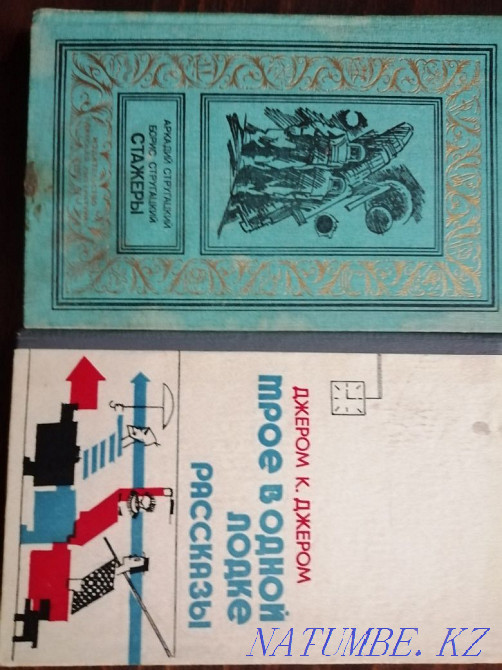 АРКАДИЙ СТРУГАЦКИЙ
БОРИС СТРУГАЦКИЙ
СТАЖЕРЫ
ДЖЕРОМ К. ДЖЕРОМ
ТРОЕ В ОДНОЙ
ЛОДКЕ
РАССКАЗЫ
NATUMBE.KZ